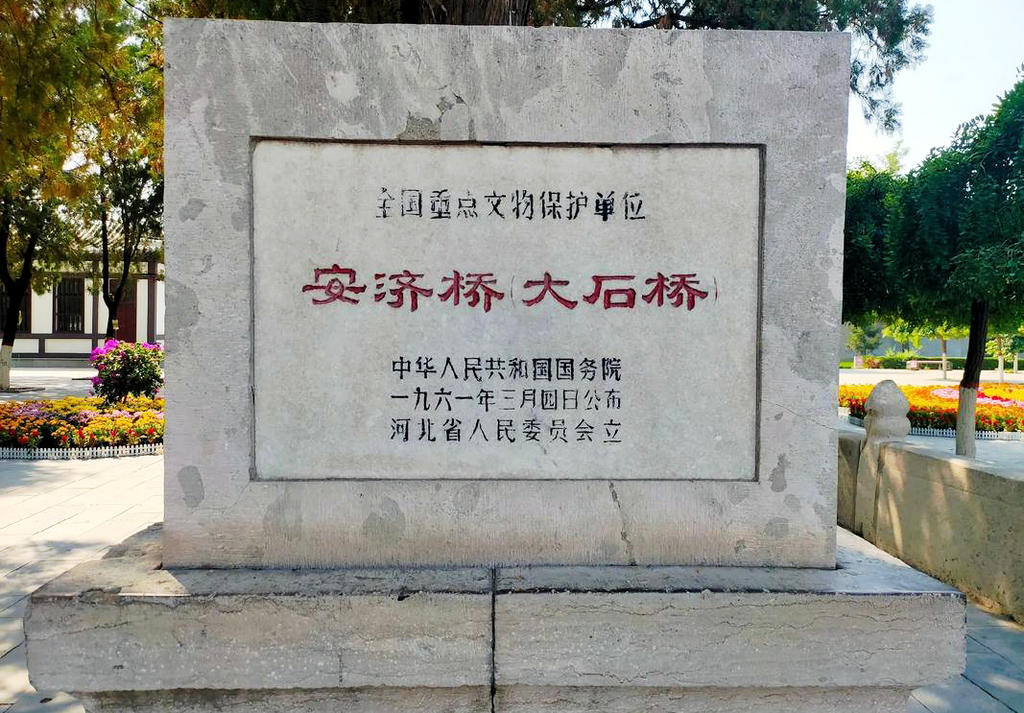 全国重点文物保护单位
安济桥(大石桥)
中华人民共和国国务院
一九六一年三月四日公布
河北省人民委员会立